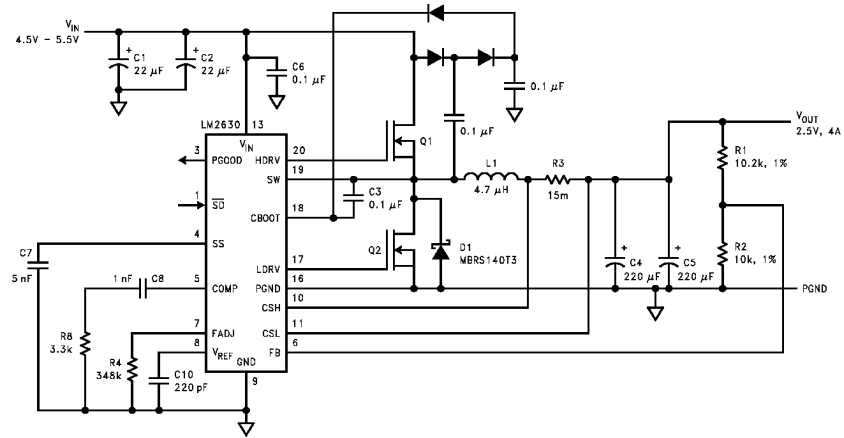 V_IN
4.5V – 5.5V
C1
22 µF
C2
22 µF
C6
0.1 µF
0.1 µF
0.1 µF
LM2630
13
V_IN
3
PGOOD
HDRV
20
Q1
SW
19
1
S̅D̅
C3
0.1 µF
CBOOT
18
4
SS
Q2
D1
MBRS140T3
LDRV
17
PGND
16
5
COMP
CSH
10
7
FADJ
CSL
11
8
V_REF
FB
6
GND
9
L1
4.7 µH
R3
15m
V_OUT
2.5V, 4A
R1
10.2k, 1%
R2
10k, 1%
C4
220 µF
C5
220 µF
PGND
C7
5 nF
1 nF C8
R8
3.3k
R4
348k
C10
220 pF